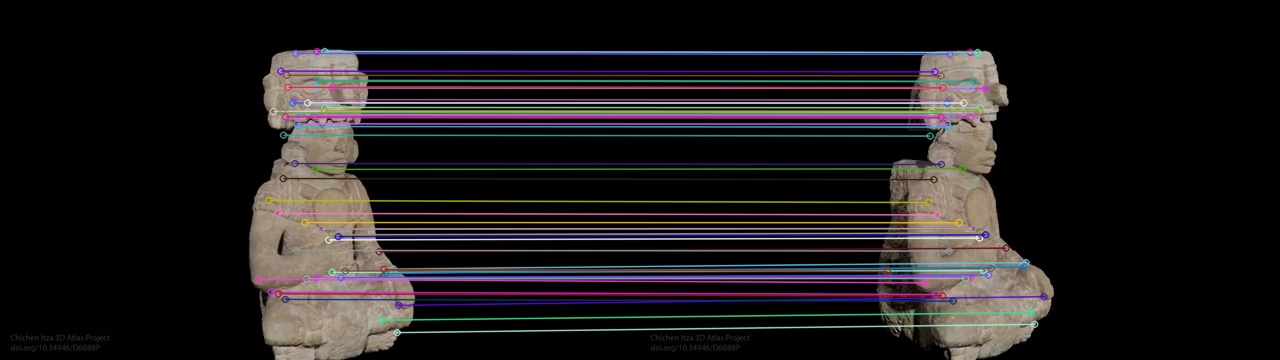 Chichen Itza 3D Atlas Project
doi.org/10.34946/D6B88P
Chichen Itza 3D Atlas Project
doi.org/10.34946/D6B88P